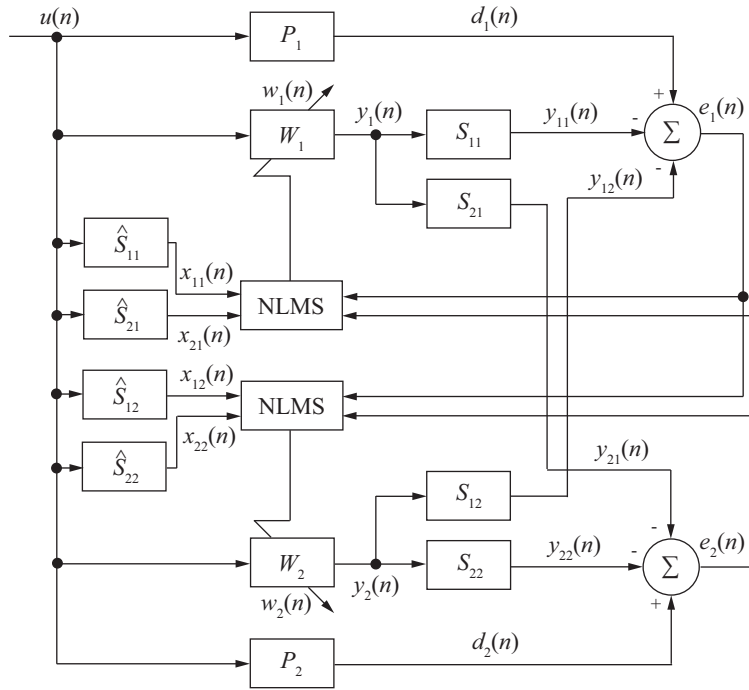 u(n)
P₁
d₁(n)
w₁(n)
y₁(n)
y₁₁(n)
+
e₁(n)
W₁
S₁₁
-
Σ
y₁₂(n)
-
S₂₁
Ŝ₁₁
x₁₁(n)
NLMS
Ŝ₂₁
x₂₁(n)
x₁₂(n)
Ŝ₁₂
NLMS
x₂₂(n)
Ŝ₂₂
y₂₁(n)
S₁₂
-
e₂(n)
y₂₂(n)
-
W₂
y₂(n)
S₂₂
Σ
w₂(n)
+
P₂
d₂(n)